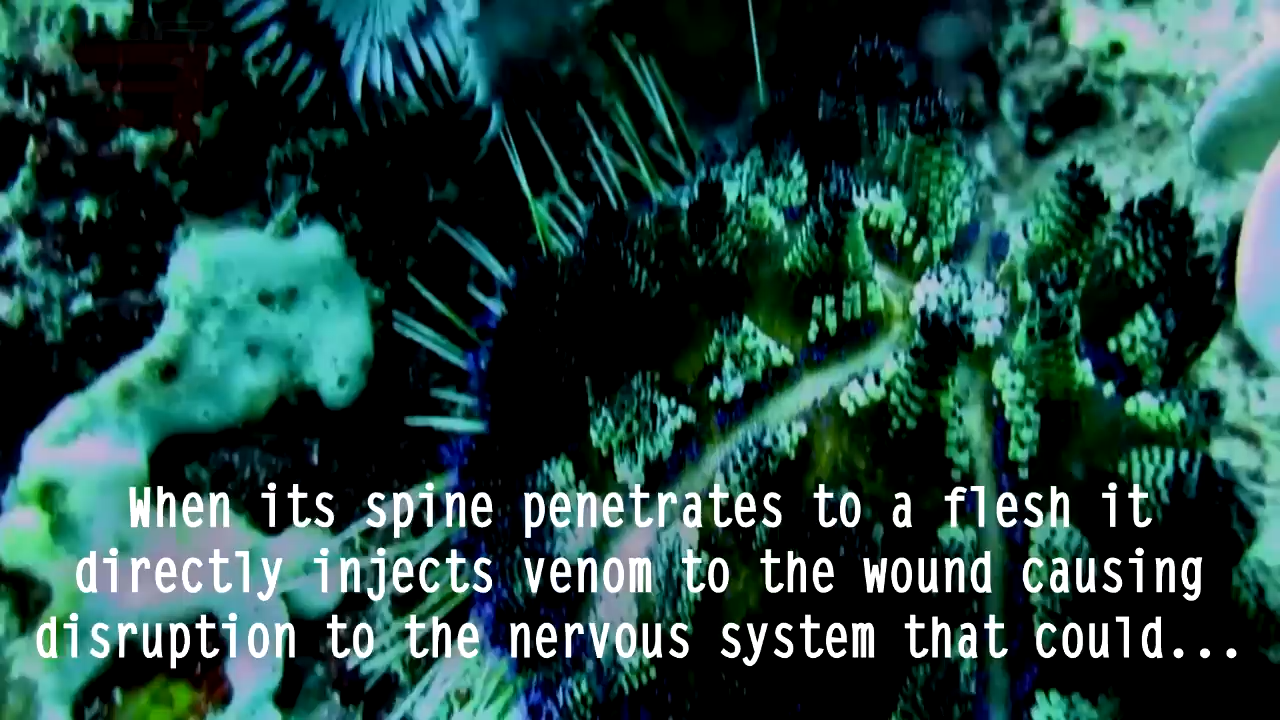 When its spine penetrates to a flesh it
directly injects venom to the wound causing
disruption to the nervous system that could...